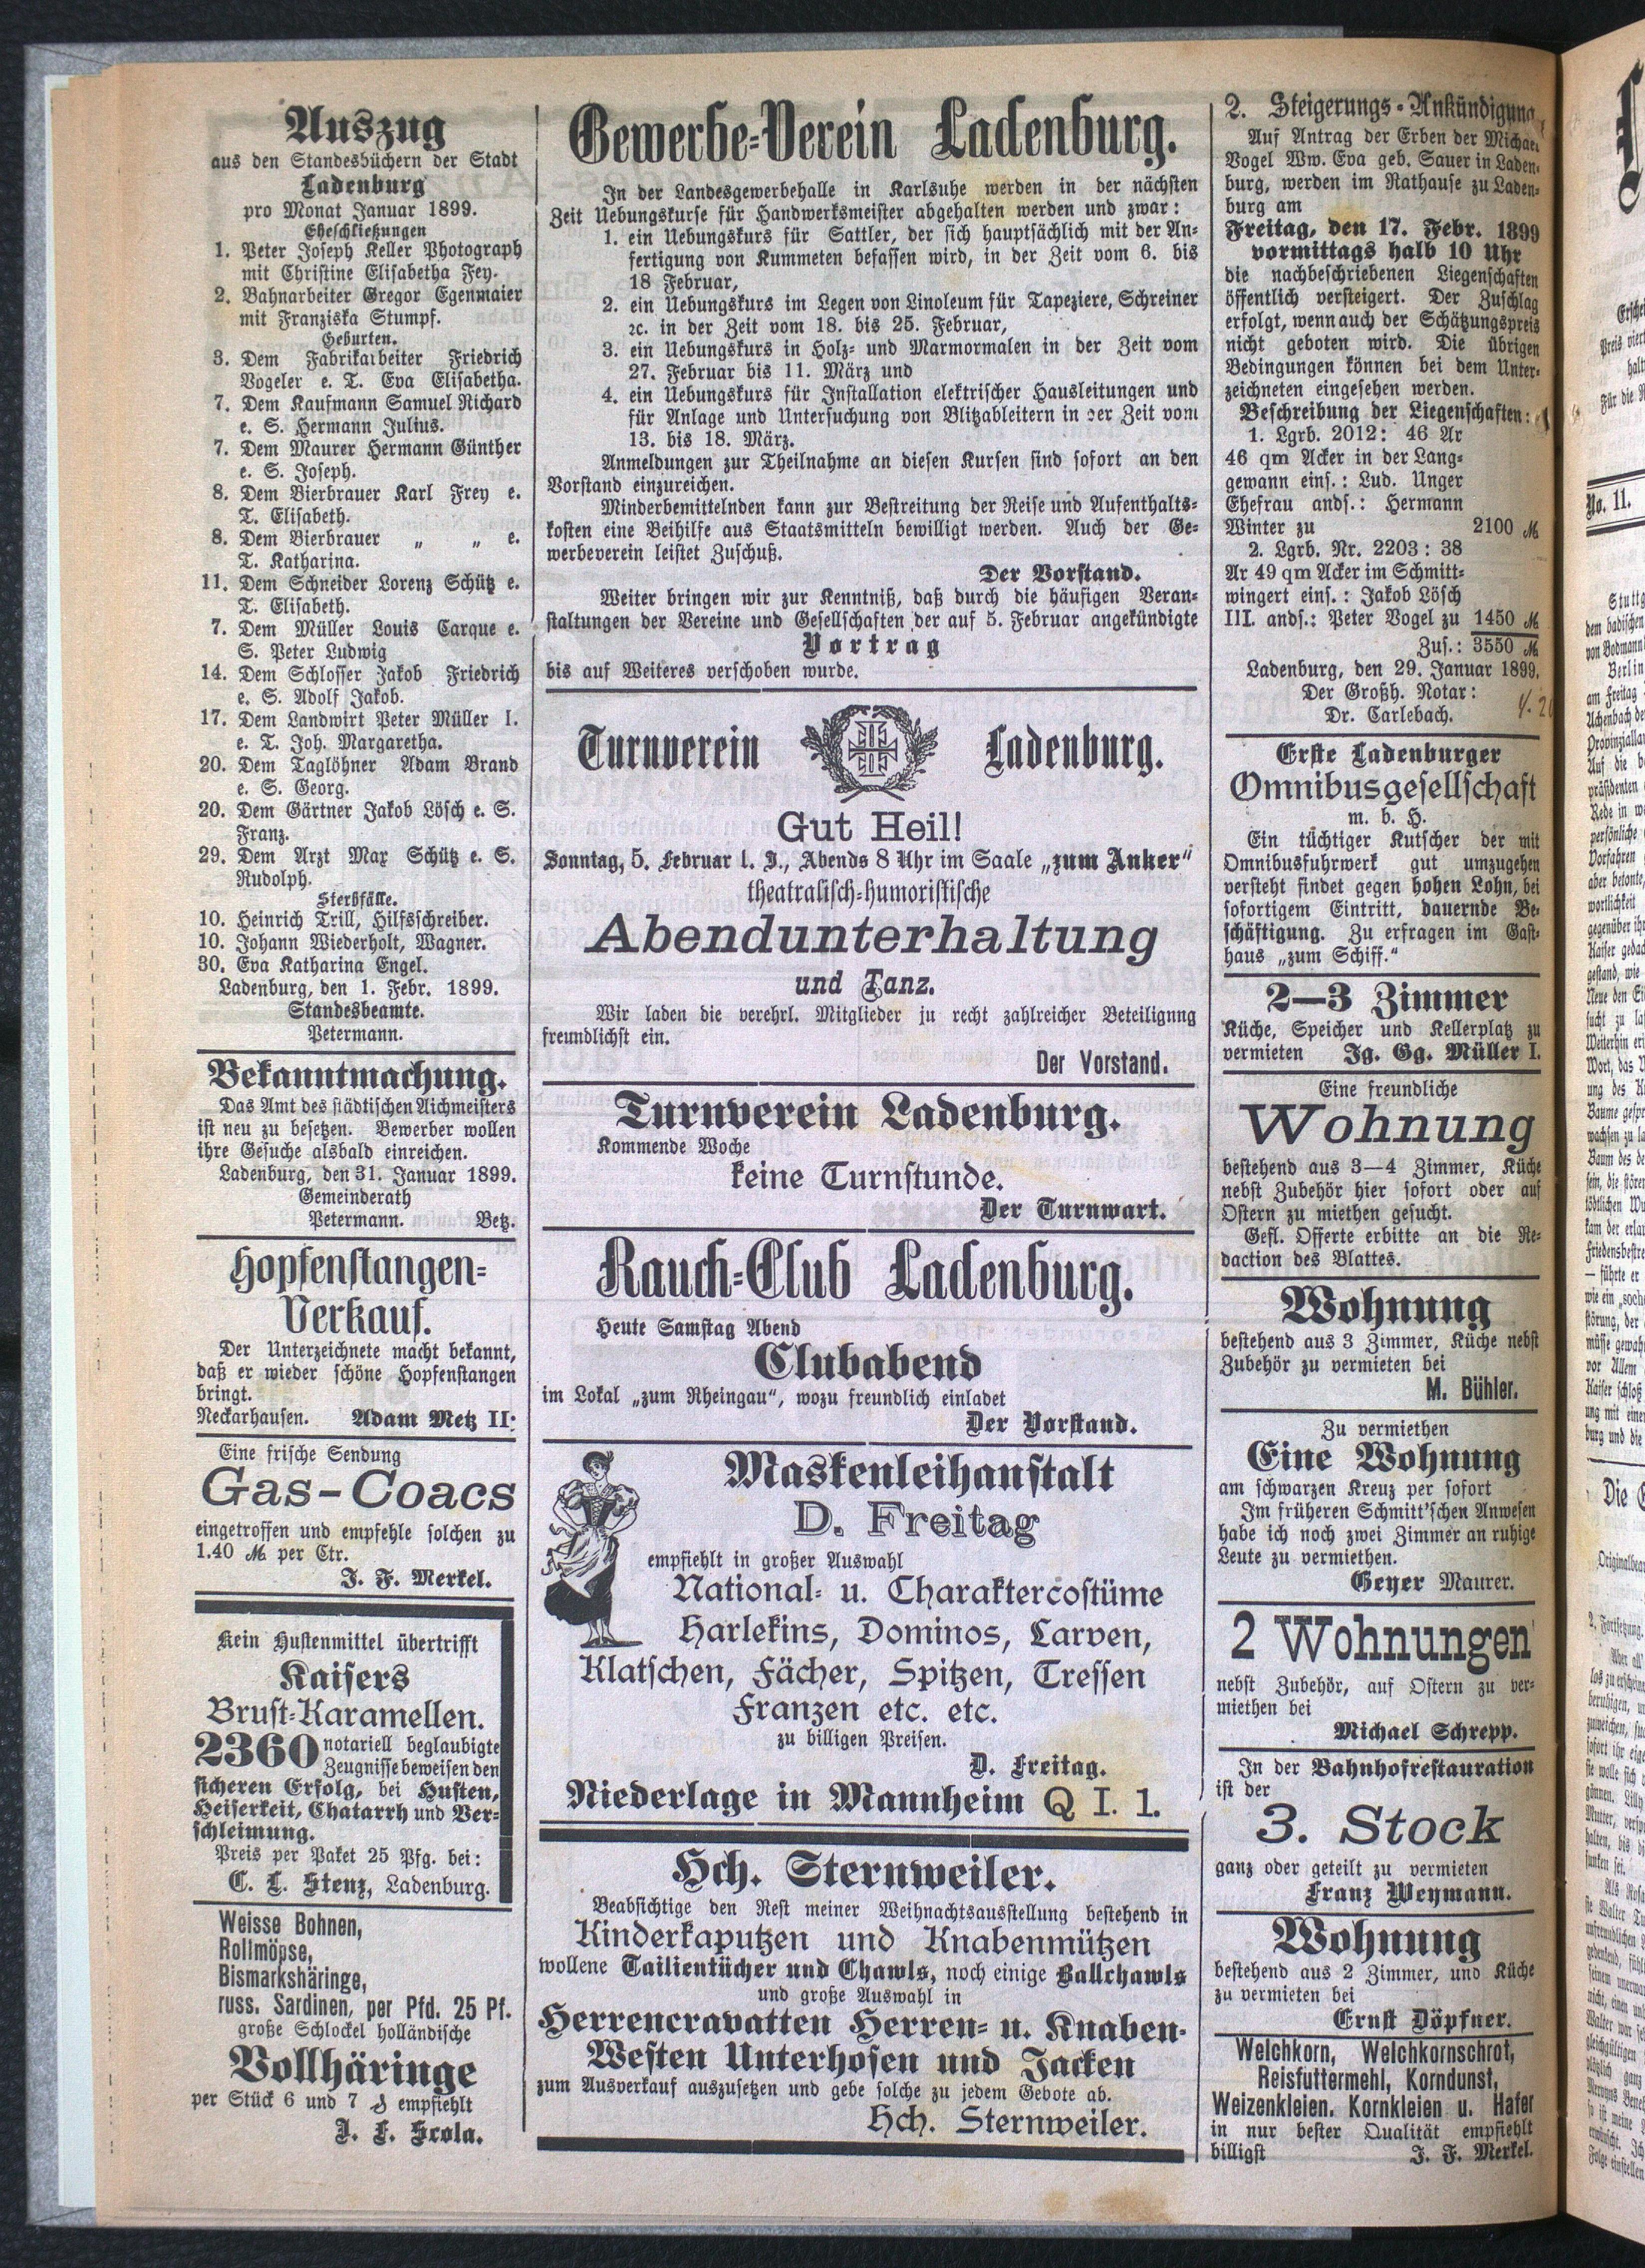 Auszug
aus den Standesbüchern der Stadt
Ladenburg
pro Monat Januar 1899.
Eheschließungen
1. Peter Joseph Keller Photograph
mit Christine Elisabetha Fey.
2. Bahnarbeiter Gregor Egenmaier
mit Franziska Stumpf.
Geburten.
3. Dem Fabrikarbeiter Friedrich
Vogeler e. T. Eva Elisabetha.
7. Dem Kaufmann Samuel Richard
e. S. Hermann Julius.
7. Dem Maurer Hermann Günther
e. S. Joseph.
8. Dem Bierbrauer Karl Frey e.
T. Elisabeth.
8. Dem Bierbrauer „ „ e.
T. Katharina.
11. Dem Schneider Lorenz Schütz e.
T. Elisabeth.
7. Dem Müller Louis Carque e.
S. Peter Ludwig
14. Dem Schlosser Jakob Friedrich
e. S. Adolf Jakob.
17. Dem Landwirt Peter Müller I.
e. T. Joh. Margaretha.
20. Dem Taglöhner Adam Brand
e. S. Georg.
20. Dem Gärtner Jakob Lösch e. S.
Franz.
29. Dem Arzt Max Schütz e. S.
Rudolph.
Sterbfälle.
10. Heinrich Trill, Hilfsschreiber.
10. Johann Wiederholt, Wagner.
30. Eva Katharina Engel.
Ladenburg, den 1. Febr. 1899.
Standesbeamte.
Petermann.
Bekanntmachung.
Das Amt des städtischen Aichmeisters
ist neu zu besetzen. Bewerber wollen
ihre Gesuche alsbald einreichen.
Ladenburg, den 31. Januar 1899.
Gemeinderath
Petermann. Betz.
Hopfenstangen-
Verkauf.
Der Unterzeichnete macht bekannt,
daß er wieder schöne Hopfenstangen
bringt.
Neckarhausen. Adam Metz II.
Eine frische Sendung
Gas-Coacs
eingetroffen und empfehle solchen zu
1.40 M. per Ctr.
J. F. Merkel.
Kein Hustenmittel übertrifft
Kaisers
Brust-Karamellen.
2360 notariell beglaubigte
Zeugnisse beweisen den
sicheren Erfolg, bei Husten,
Heiserkeit, Chatarrh und Ver-
schleimung.
Preis per Paket 25 Pfg. bei:
C. L. Stenz, Ladenburg.
Weisse Bohnen,
Rollmöpse,
Bismarkshäringe,
russ. Sardinen, per Pfd. 25 Pf.
große Schlockel holländische
Vollhäringe
per Stück 6 und 7 ₰ empfiehlt
J. F. Scola.
Gewerbe-Verein Ladenburg.
In der Landesgewerbehalle in Karlsuhe werden in der nächsten
Zeit Uebungskurse für Handwerksmeister abgehalten werden und zwar:
1. ein Uebungskurs für Sattler, der sich hauptsächlich mit der An-
fertigung von Kummeten befassen wird, in der Zeit vom 6. bis
18 Februar,
2. ein Uebungskurs im Legen von Linoleum für Tapeziere, Schreiner
ꝛc. in der Zeit vom 18. bis 25. Februar,
3. ein Uebungskurs in Holz- und Marmormalen in der Zeit vom
27. Februar bis 11. März und
4. ein Uebungskurs für Installation elektrischer Hausleitungen und
für Anlage und Untersuchung von Blitzableitern in der Zeit vom
13. bis 18. März.
Anmeldungen zur Theilnahme an diesen Kursen sind sofort an den
Vorstand einzureichen.
Minderbemittelnden kann zur Bestreitung der Reise und Aufenthalts-
kosten eine Beihilfe aus Staatsmitteln bewilligt werden. Auch der Ge-
werbeverein leistet Zuschuß.
Der Vorstand.
Weiter bringen wir zur Kenntniß, daß durch die häufigen Veran-
staltungen der Vereine und Gesellschaften der auf 5. Februar angekündigte
Vortrag
bis auf Weiteres verschoben wurde.
Turnverein Ladenburg.
Gut Heil!
Sonntag, 5. Februar l. J., Abends 8 Uhr im Saale „zum Anker“
theatralisch-humoristische
Abendunterhaltung
und Tanz.
Wir laden die verehrl. Mitglieder ju recht zahlreicher Beteilignng
freundlichst ein.
Der Vorstand.
Turnverein Ladenburg.
Kommende Woche
keine Turnstunde.
Der Turnwart.
Rauch-Club Ladenburg.
Heute Samstag Abend
Clubabend
im Lokal „zum Rheingau“, wozu freundlich einladet
Der Vorstand.
Maskenleihanstalt
D. Freitag
empfiehlt in großer Auswahl
National- u. Charaktercostüme
Harlekins, Dominos, Larven,
Klatschen, Fächer, Spitzen, Tressen
Franzen etc. etc.
zu billigen Preisen.
D. Freitag.
Niederlage in Mannheim Q I. 1.
Hch. Sternweiler.
Beabsichtige den Rest meiner Weihnachtsausstellung bestehend in
Kinderkaputzen und Knabenmützen
wollene Tailientücher und Chawls, noch einige Ballchawls
und große Auswahl in
Herrencravatten Herren- u. Knaben-
Westen Unterhosen und Jacken
zum Ausverkauf auszusetzen und gebe solche zu jedem Gebote ab.
Hch. Sternweiler.
2. Steigerungs-Ankündigung
Auf Antrag der Erben der Michael
Vogel Ww. Eva geb. Sauer in Laden-
burg, werden im Rathause zu Laden-
burg am
Freitag, den 17. Febr. 1899
vormittags halb 10 Uhr
die nachbeschriebenen Liegenschaften
öffentlich versteigert. Der Zuschlag
erfolgt, wenn auch der Schätzungspreis
nicht geboten wird. Die übrigen
Bedingungen können bei dem Unter-
zeichneten eingesehen werden.
Beschreibung der Liegenschaften:
1. Lgrb. 2012: 46 Ar
46 qm Acker in der Lang-
gewann eins.: Lud. Unger
Ehefrau ands.: Hermann
Winter zu 2100 M
2. Lgrb. Nr. 2203: 38
Ar 49 qm Acker im Schmitt-
wingert eins.: Jakob Lösch
III. ands.: Peter Vogel zu 1450 M
Zus.: 3550 M
Ladenburg, den 29. Januar 1899.
Der Großh. Notar:
Dr. Carlebach.
Erste Ladenburger
Omnibusgesellschaft
m. b. H.
Ein tüchtiger Kutscher der mit
Omnibusfuhrwerk gut umzugehen
versteht findet gegen hohen Lohn, bei
sofortigem Eintritt, dauernde Be-
schäftigung. Zu erfragen im Gast-
haus „zum Schiff.“
2—3 Zimmer
Küche, Speicher und Kellerplatz zu
vermieten Jg. Gg. Müller I.
Eine freundliche
Wohnung
bestehend aus 3—4 Zimmer, Küche
nebst Zubehör hier sofort oder auf
Ostern zu miethen gesucht.
Gefl. Offerte erbitte an die Re-
daction des Blattes.
Wohnung
bestehend aus 3 Zimmer, Küche nebst
Zubehör zu vermieten bei
M. Bühler.
Zu vermiethen
Eine Wohnung
am schwarzen Kreuz per sofort
Im früheren Schmitt'schen Anwesen
habe ich noch zwei Zimmer an ruhige
Leute zu vermiethen.
Geyer Maurer.
2 Wohnungen
nebst Zubehör, auf Ostern zu ver-
miethen bei
Michael Schrepp.
In der Bahnhofrestauration
ist der
3. Stock
ganz oder geteilt zu vermieten
Franz Weymann.
Wohnung
bestehend aus 2 Zimmer, und Küche
zu vermieten bei
Ernst Döpfner.
Welchkorn, Welchkornschrot,
Reisfuttermehl, Korndunst,
Weizenkleien. Kornkleien u. Hafer
in nur bester Qualität empfiehlt
billigst J. F. Merkel.
No. 11.